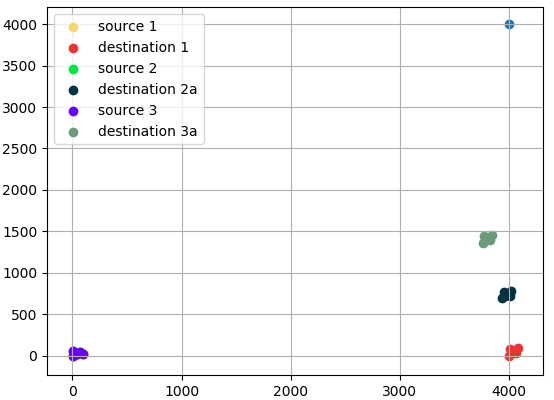 source 1
destination 1
source 2
destination 2a
source 3
destination 3a
4000
3500
3000
2500
2000
1500
1000
500
0
0 1000 2000 3000 4000